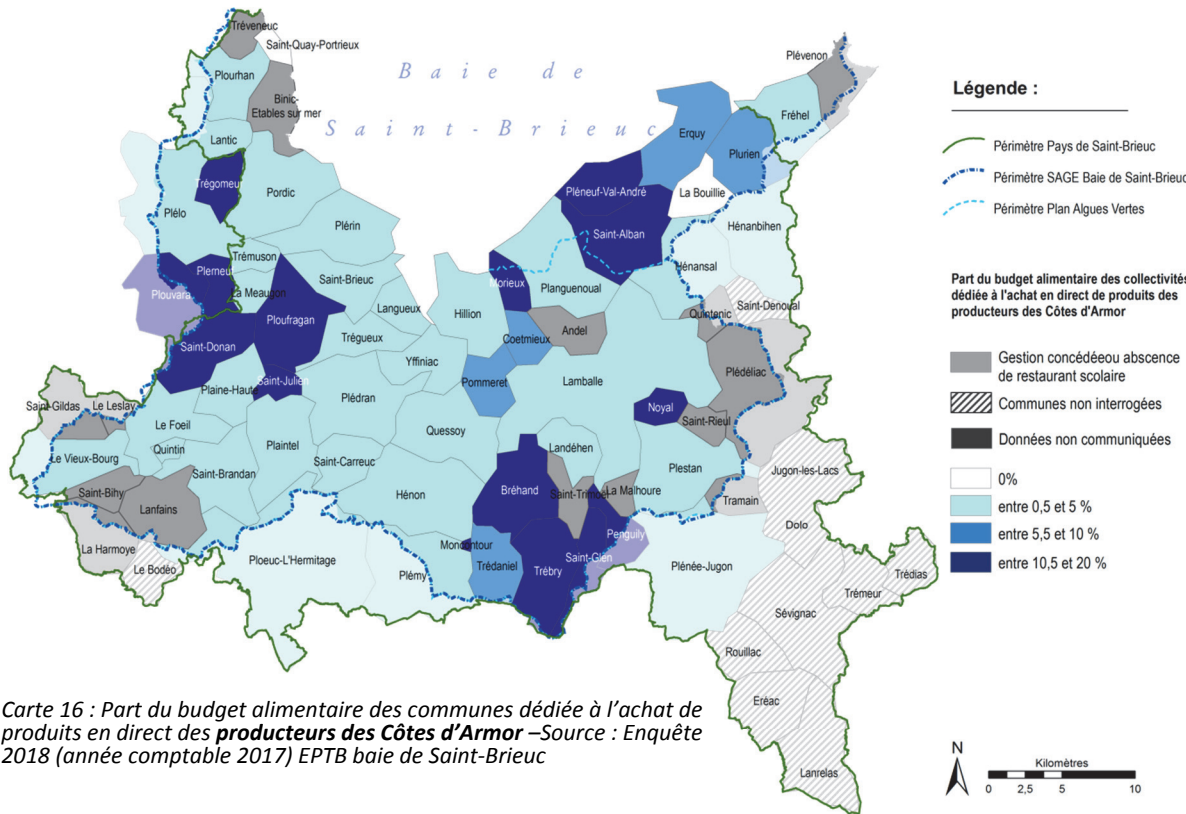 Tréveneuc
Saint-Quay-Portrieux
Plourhan
Binic-
Etables sur mer
Lantic
Trégomeur
Plélo
Pordic
Plérin
Trémuson
Plerneuf
La Meaugon
Plouvara
Saint-Brieuc
Ploufragan
Langueux
Trégueux
Saint-Donan
Saint-Julien
Plaine-Haute
Yffiniac
Hillion
Baie de
Saint-Brieuc
Plévenon
Fréhel
Erquy
Plurien
La Bouillie
Pléneuf-Val-André
Saint-Alban
Hénanbihen
Hénansal
Saint-Denoual
Quintenic
Morieux
Planguenoual
Andel
Coetmieux
Pommeret
Lamballe
Plédéliac
Noyal
Saint-Rieul
Plestan
Saint-Gildas
Le Leslay
Le Foeil
Le Vieux-Bourg
Quintin
Saint-Brandan
Plaintel
Plédran
Quessoy
Saint-Carreuc
Hénon
Saint-Bihy
Lanfains
La Harmoye
Le Bodéo
Ploeuc-L'Hermitage
Plémy
Moncontour
Trédaniel
Bréhand
Landéhen
Saint-Trimoël
La Malhoure
Penguily
Saint-Glen
Trébry
Tramain
Plénée-Jugon
Jugon-les-Lacs
Dolo
Trédias
Trémeur
Sévignac
Rouillac
Eréac
Lanrelas
Légende :
Périmètre Pays de Saint-Brieuc
Périmètre SAGE Baie de Saint-Brieuc
Périmètre Plan Algues Vertes
Part du budget alimentaire des collectivités
dédiée à l'achat en direct de produits des
producteurs des Côtes d'Armor
Gestion concédéeou abscence
de restaurant scolaire
Communes non interrogées
Données non communiquées
0%
entre 0,5 et 5 %
entre 5,5 et 10 %
entre 10,5 et 20 %
N
Kilomètres
0 2,5 5 10
Carte 16 : Part du budget alimentaire des communes dédiée à l'achat de
produits en direct des producteurs des Côtes d'Armor –Source : Enquête
2018 (année comptable 2017) EPTB baie de Saint-Brieuc